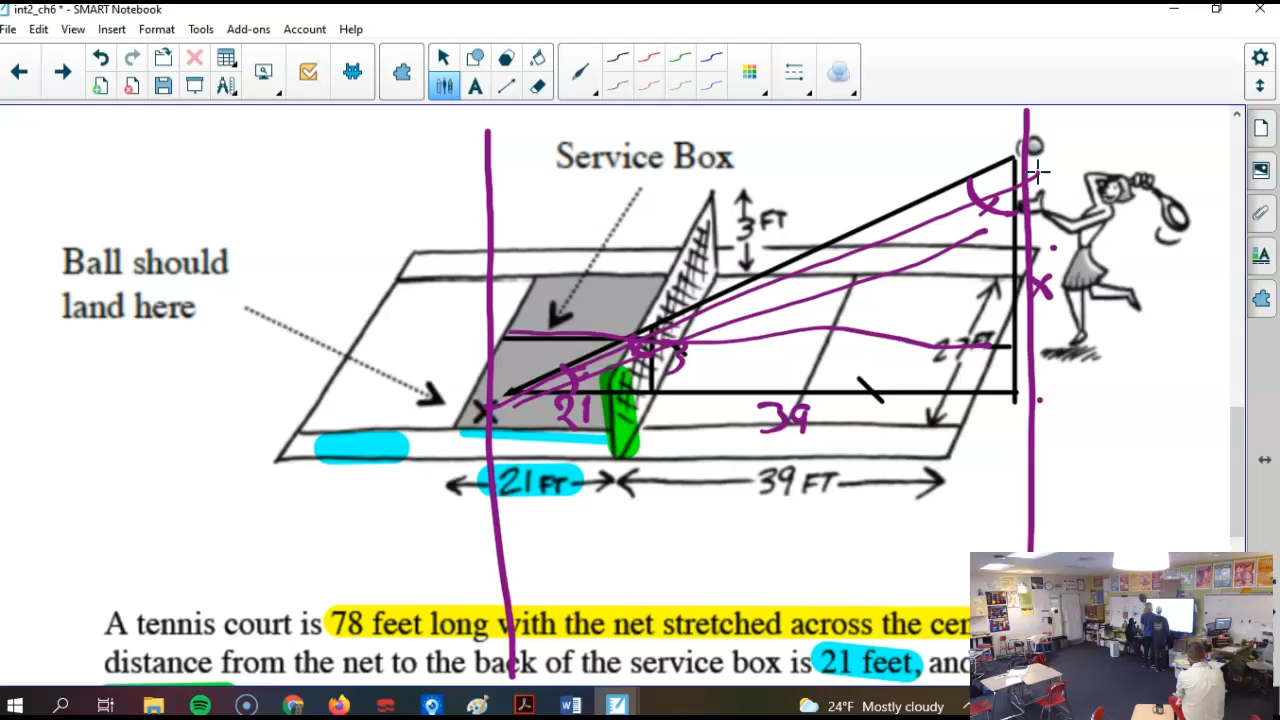 int2_ch6 * - SMART Notebook
File Edit View Insert Format Tools Add-ons Account Help
Service Box
3 FT
Ball should
land here
x
3
27 FT
21
39
X
21 FT
39 FT
A tennis court is 78 feet long with the net stretched across the cen
distance from the net to the back of the service box is 21 feet, and
24°F Mostly cloudy